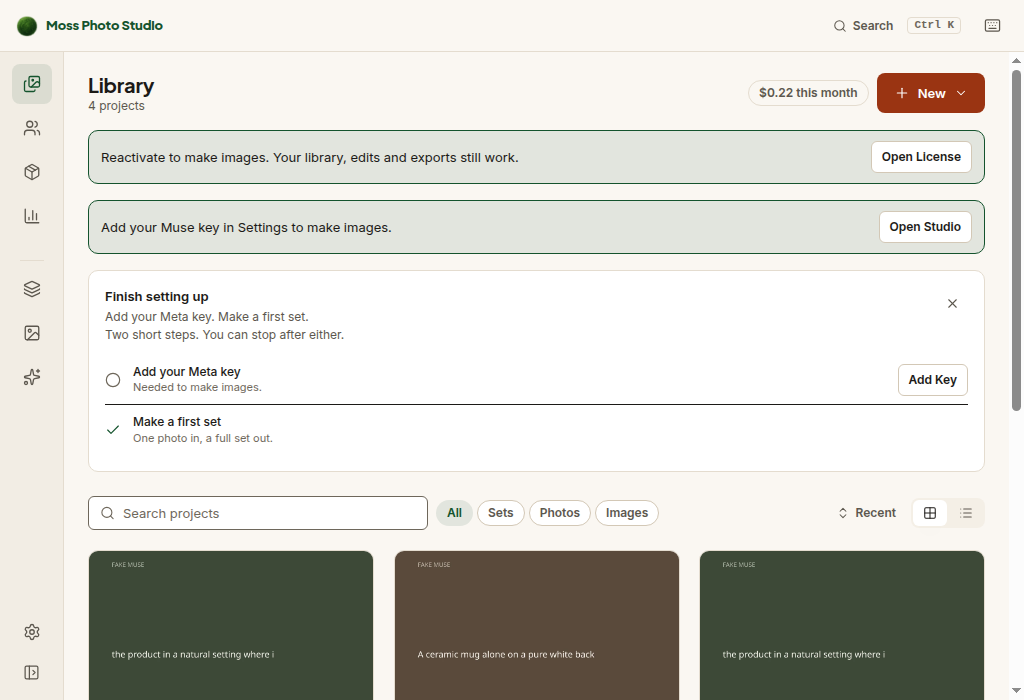 Moss Photo Studio
Search Ctrl K
Library
4 projects
$0.22 this month
New
Reactivate to make images. Your library, edits and exports still work.
Open License
Add your Muse key in Settings to make images.
Open Studio
Finish setting up
Add your Meta key. Make a first set.
Two short steps. You can stop after either.
Add your Meta key
Needed to make images.
Add Key
Make a first set
One photo in, a full set out.
Search projects
All Sets Photos Images
Recent
FAKE MUSE
the product in a natural setting where i
FAKE MUSE
A ceramic mug alone on a pure white back
FAKE MUSE
the product in a natural setting where i